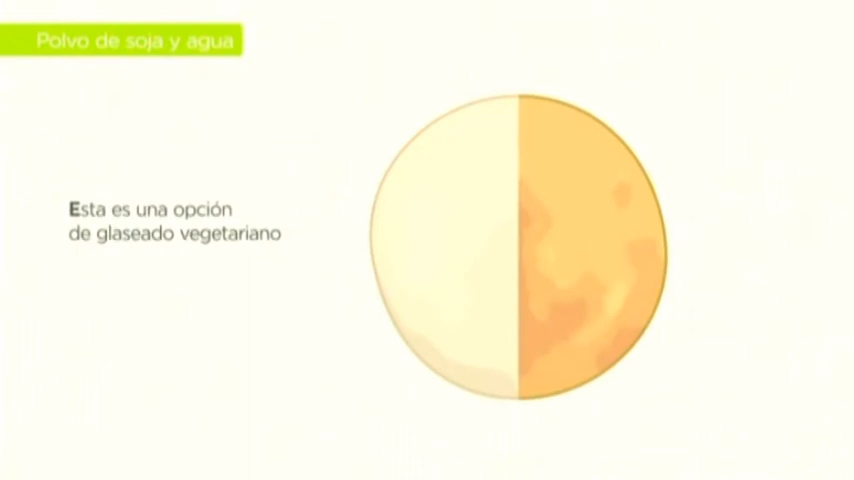 Polvo de soja y agua
Esta es una opción
de glaseado vegetariano